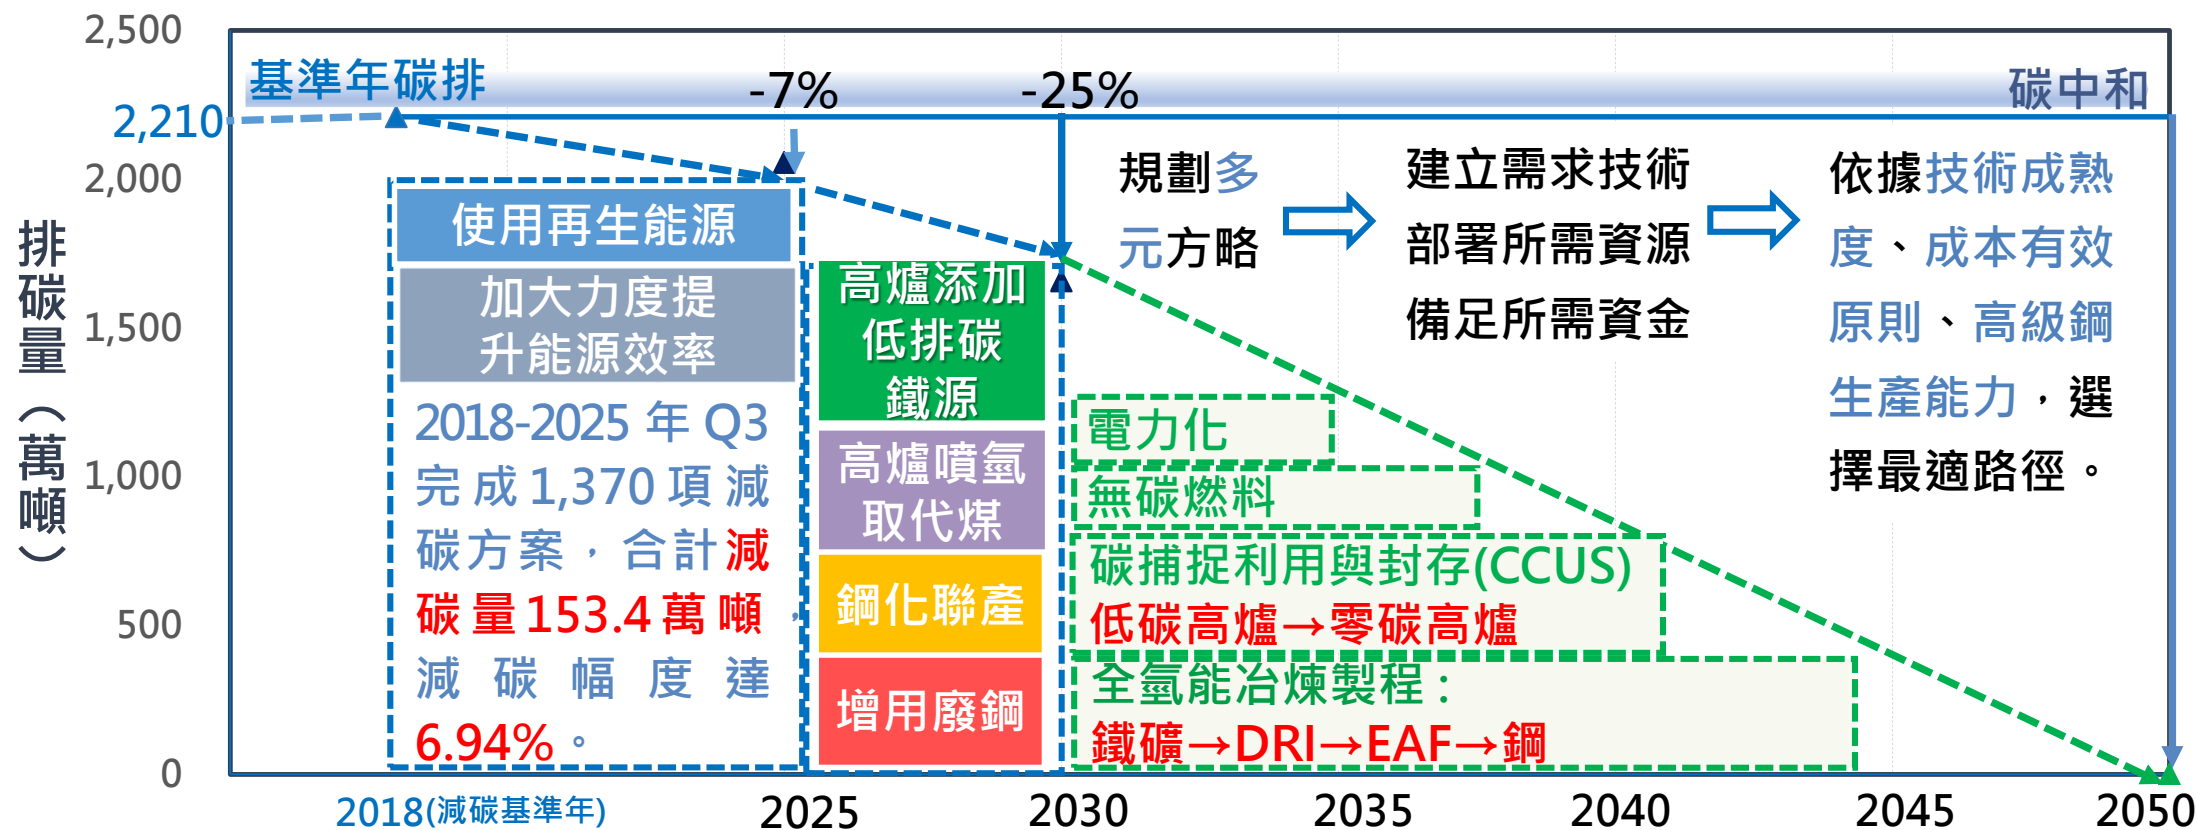 2,500
2,210
2,000
1,500
1,000
500
0
排碳量（萬噸）
基準年碳排
-7%
-25%
碳中和
使用再生能源
加大力度提
升能源效率
2018-2025 年 Q3
完成1,370項減
碳方案，合計減
碳量153.4萬噸，
減碳幅度達
6.94%。
高爐添加
低排碳
鐵源
高爐噴氫
取代煤
鋼化聯產
增用廢鋼
規劃多
元方略
建立需求技術
部署所需資源
備足所需資金
依據技術成熟
度、成本有效
原則、高級鋼
生產能力，選
擇最適路徑。
電力化
無碳燃料
碳捕捉利用與封存(CCUS)
低碳高爐→零碳高爐
全氫能冶煉製程：
鐵礦→DRI→EAF→鋼
2018(減碳基準年)
2025
2030
2035
2040
2045
2050